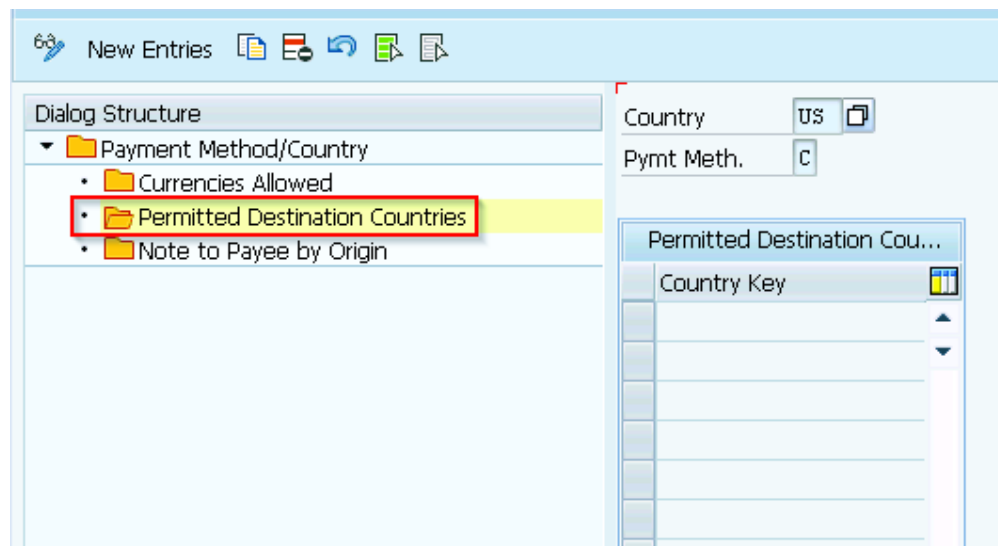 New Entries
Dialog Structure
Payment Method/Country
Currencies Allowed
Permitted Destination Countries
Note to Payee by Origin
Country US
Pymt Meth. C
Permitted Destination Cou...
Country Key